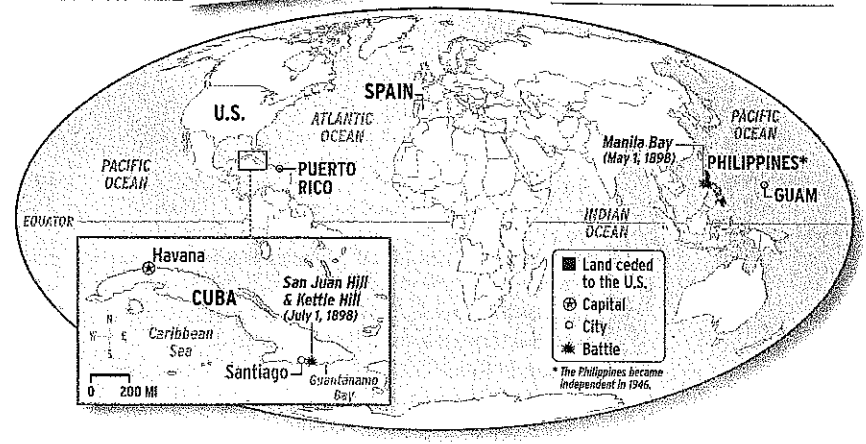 SPAIN
U.S.
ATLANTIC
OCEAN
PACIFIC
OCEAN
Manila Bay
(May 1, 1898)
PHILIPPINES*
PACIFIC
OCEAN
PUERTO
RICO
GUAM
EQUATOR
INDIAN
OCEAN
Havana
CUBA
San Juan Hill
& Kettle Hill
(July 1, 1898)
N
W E
S
Caribbean
Sea
Santiago
Guantánamo
Bay
0 200 MI
Land ceded
to the U.S.
Capital
City
Battle
* The Philippines became
independent in 1946.